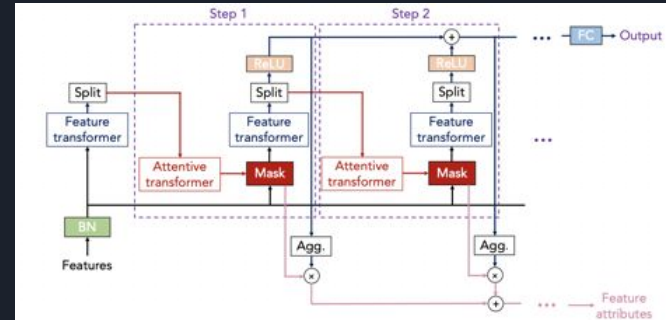 Step 1
Step 2
FC
Output
ReLU
ReLU
Split
Split
Split
Feature
transformer
Feature
transformer
Feature
transformer
Attentive
transformer
Mask
Attentive
transformer
Mask
BN
Features
Agg.
Agg.
Feature
attributes